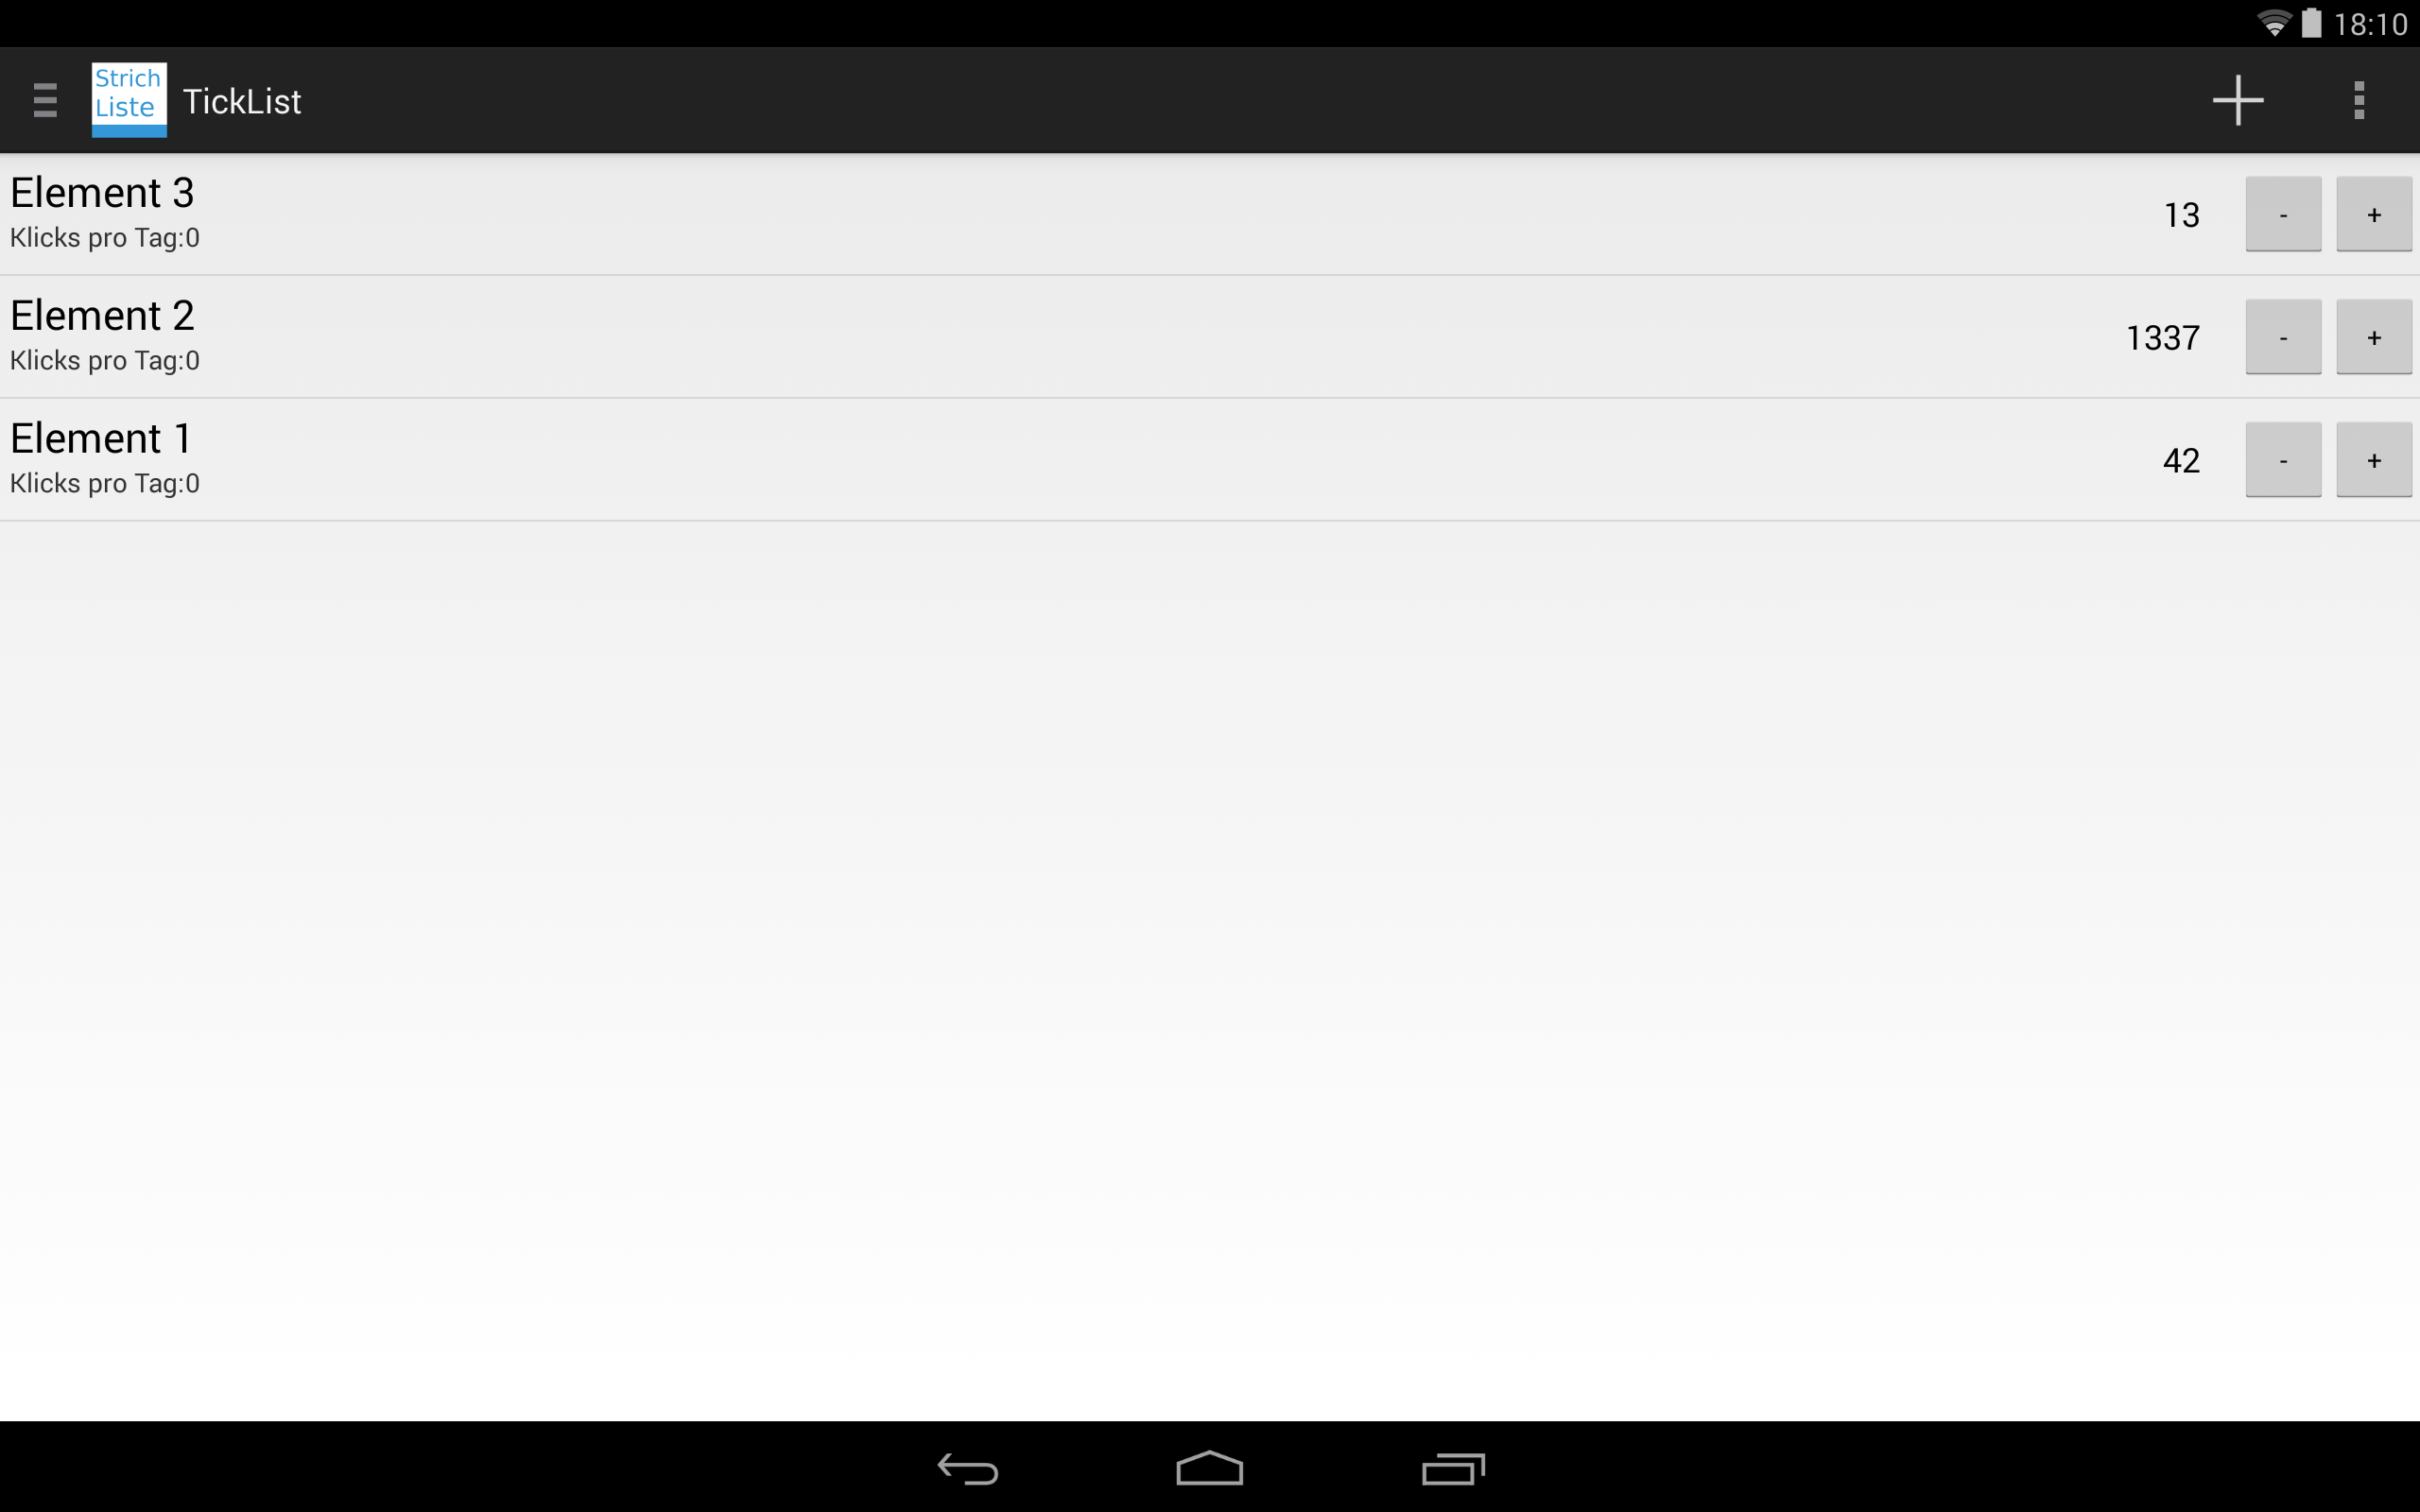 18:10
Strich
Liste
TickList
Element 3
Klicks pro Tag:0
13
-
+
Element 2
Klicks pro Tag:0
1337
-
+
Element 1
Klicks pro Tag:0
42
-
+